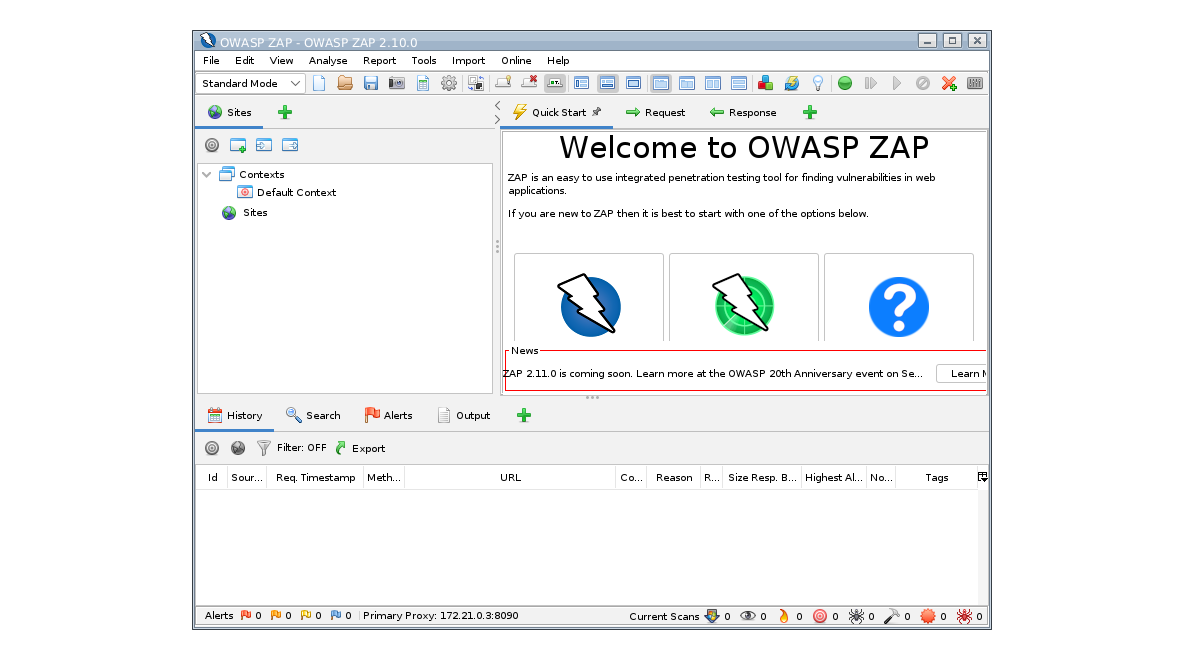 OWASP ZAP - OWASP ZAP 2.10.0
File Edit View Analyse Report Tools Import Online Help
Standard Mode
Sites
Quick Start Request Response
Welcome to OWASP ZAP
ZAP is an easy to use integrated penetration testing tool for finding vulnerabilities in web
applications.
If you are new to ZAP then it is best to start with one of the options below.
Contexts
Default Context
Sites
News
ZAP 2.11.0 is coming soon. Learn more at the OWASP 20th Anniversary event on Se...
Learn M
History Search Alerts Output
Filter: OFF Export
Id Sour... Req. Timestamp Meth... URL Co... Reason R... Size Resp. B... Highest Al... No... Tags
Alerts 0 0 0 0 Primary Proxy: 172.21.0.3:8090 Current Scans 0 0 0 0 0 0 0 0